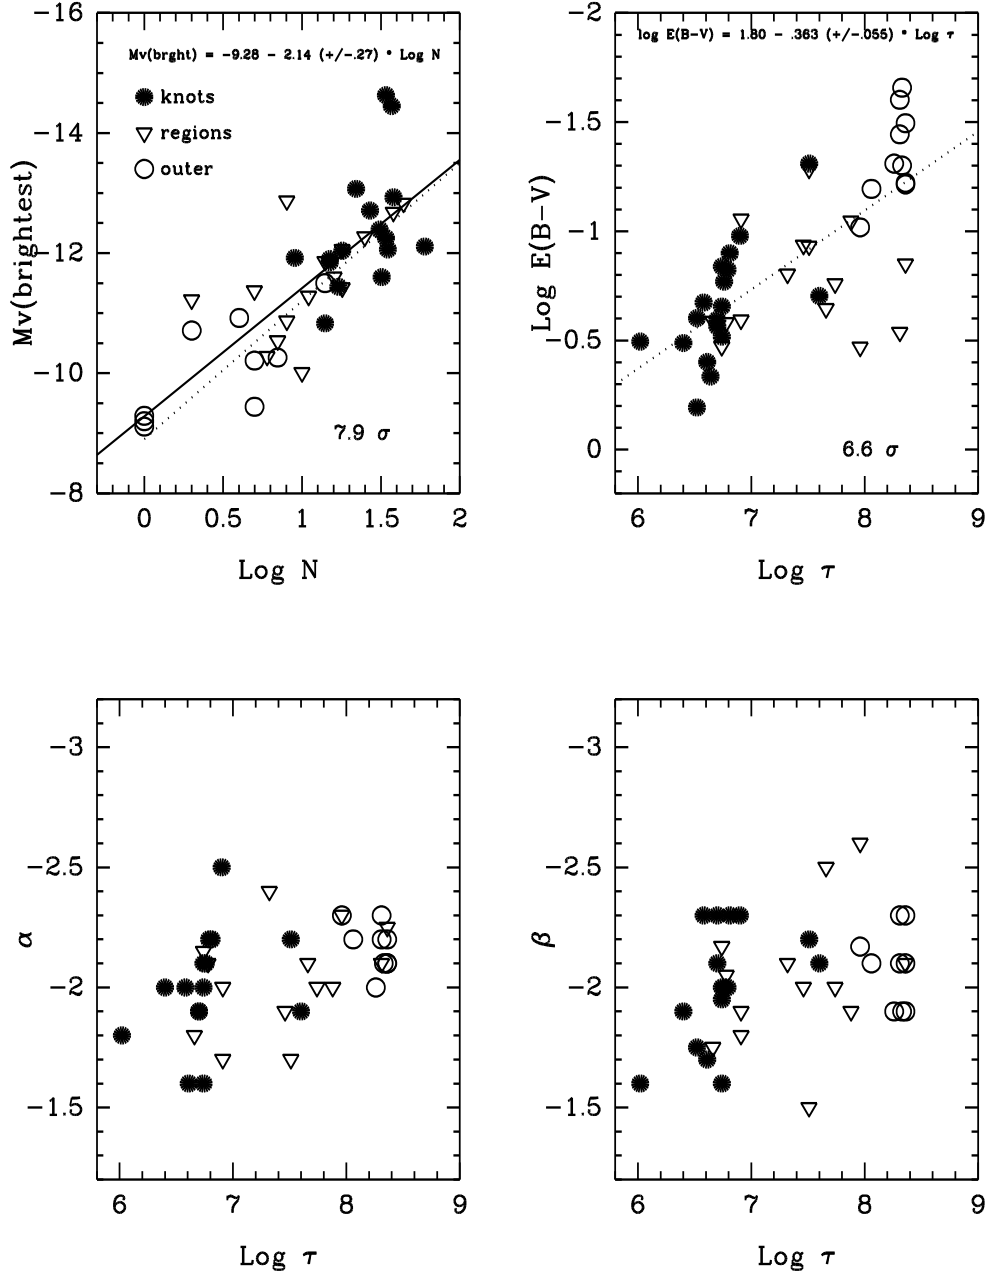 Mv(brght) = −9.28 − 2.14 (+/−.27) * Log N
knots
regions
outer
7.9 σ
−16
−14
−12
−10
−8
0
0.5
1
1.5
2
Mv(brightest)
Log N
log E(B−V) = 1.80 − .363 (+/−.055) * Log τ
6.6 σ
−2
−1.5
−1
−0.5
0
6
7
8
9
Log E(B−V)
Log τ
−3
−2.5
−2
−1.5
6
7
8
9
α
Log τ
−3
−2.5
−2
−1.5
6
7
8
9
β
Log τ